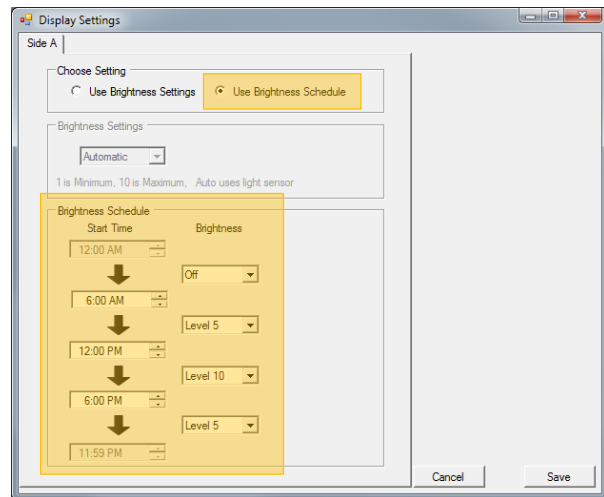 Display Settings
Side A
Choose Setting
Use Brightness Settings Use Brightness Schedule
Brightness Settings
Automatic
1 is Minimum, 10 is Maximum, Auto uses light sensor
Brightness Schedule
Start Time Brightness
12:00 AM
Off
6:00 AM
Level 5
12:00 PM
Level 10
6:00 PM
Level 5
11:59 PM
Cancel Save